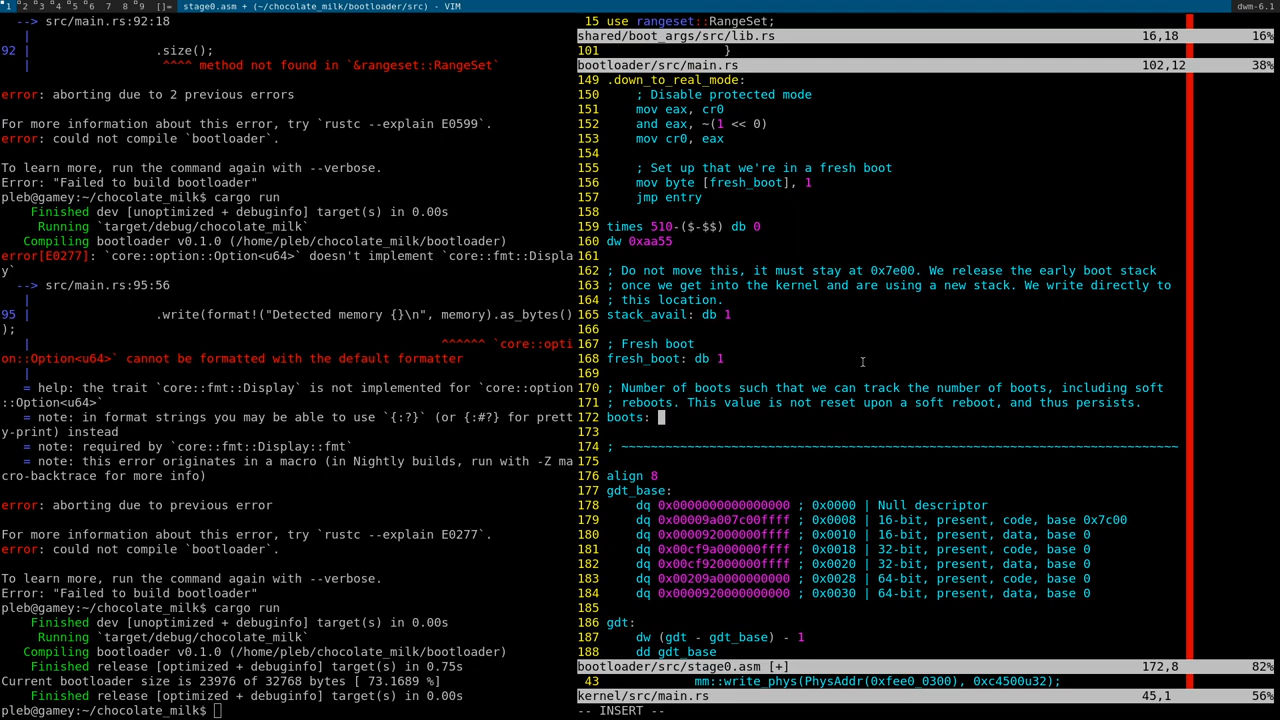 1 2 3 4 5 6 7 8 9 []= stage0.asm + (~/chocolate_milk/bootloader/src) - VIM dwm-6.1
--> src/main.rs:92:18
|
92 | .size();
| ^^^^ method not found in `&rangeset::RangeSet`
error: aborting due to 2 previous errors
For more information about this error, try `rustc --explain E0599`.
error: could not compile `bootloader`.
To learn more, run the command again with --verbose.
Error: "Failed to build bootloader"
pleb@gamey:~/chocolate_milk$ cargo run
Finished dev [unoptimized + debuginfo] target(s) in 0.00s
Running `target/debug/chocolate_milk`
Compiling bootloader v0.1.0 (/home/pleb/chocolate_milk/bootloader)
error[E0277]: `core::option::Option<u64>` doesn't implement `core::fmt::Displa
y`
--> src/main.rs:95:56
|
95 | .write(format!("Detected memory {}\n", memory).as_bytes()
);
| ^^^^^^ `core::opti
on::Option<u64>` cannot be formatted with the default formatter
|
= help: the trait `core::fmt::Display` is not implemented for `core::option
::Option<u64>`
= note: in format strings you may be able to use `{:?}` (or {:#?} for prett
y-print) instead
= note: required by `core::fmt::Display::fmt`
= note: this error originates in a macro (in Nightly builds, run with -Z ma
cro-backtrace for more info)
error: aborting due to previous error
For more information about this error, try `rustc --explain E0277`.
error: could not compile `bootloader`.
To learn more, run the command again with --verbose.
Error: "Failed to build bootloader"
pleb@gamey:~/chocolate_milk$ cargo run
Finished dev [unoptimized + debuginfo] target(s) in 0.00s
Running `target/debug/chocolate_milk`
Compiling bootloader v0.1.0 (/home/pleb/chocolate_milk/bootloader)
Finished release [optimized + debuginfo] target(s) in 0.75s
Current bootloader size is 23976 of 32768 bytes [ 73.1689 %]
Finished release [optimized + debuginfo] target(s) in 0.00s
pleb@gamey:~/chocolate_milk$
15 use rangeset::RangeSet;
shared/boot_args/src/lib.rs 16,18 16%
101 }
bootloader/src/main.rs 102,12 38%
149 .down_to_real_mode:
150 ; Disable protected mode
151 mov eax, cr0
152 and eax, ~(1 << 0)
153 mov cr0, eax
154
155 ; Set up that we're in a fresh boot
156 mov byte [fresh_boot], 1
157 jmp entry
158
159 times 510-($-$$) db 0
160 dw 0xaa55
161
162 ; Do not move this, it must stay at 0x7e00. We release the early boot stack
163 ; once we get into the kernel and are using a new stack. We write directly to
164 ; this location.
165 stack_avail: db 1
166
167 ; Fresh boot
168 fresh_boot: db 1
169
170 ; Number of boots such that we can track the number of boots, including soft
171 ; reboots. This value is not reset upon a soft reboot, and thus persists.
172 boots:
173
174 ; ~~~~~~~~~~~~~~~~~~~~~~~~~~~~~~~~~~~~~~~~~~~~~~~~~~~~~~~~~~~~~~~~~~~~~~~~~~~~
175
176 align 8
177 gdt_base:
178 dq 0x0000000000000000 ; 0x0000 | Null descriptor
179 dq 0x00009a007c00ffff ; 0x0008 | 16-bit, present, code, base 0x7c00
180 dq 0x000092000000ffff ; 0x0010 | 16-bit, present, data, base 0
181 dq 0x00cf9a000000ffff ; 0x0018 | 32-bit, present, code, base 0
182 dq 0x00cf92000000ffff ; 0x0020 | 32-bit, present, data, base 0
183 dq 0x00209a0000000000 ; 0x0028 | 64-bit, present, code, base 0
184 dq 0x0000920000000000 ; 0x0030 | 64-bit, present, data, base 0
185
186 gdt:
187 dw (gdt - gdt_base) - 1
188 dd gdt_base
bootloader/src/stage0.asm [+] 172,8 82%
43 mm::write_phys(PhysAddr(0xfee0_0300), 0xc4500u32);
kernel/src/main.rs 45,1 56%
-- INSERT --